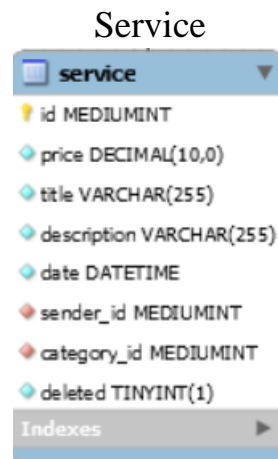 Service
service
id MEDIUMINT
price DECIMAL(10,0)
title VARCHAR(255)
description VARCHAR(255)
date DATETIME
sender_id MEDIUMINT
category_id MEDIUMINT
deleted TINYINT(1)
Indexes